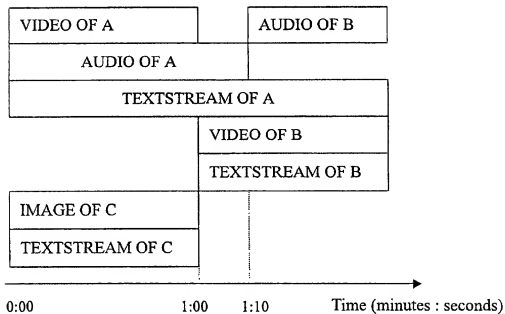 VIDEO OF A
AUDIO OF B
AUDIO OF A
TEXTSTREAM OF A
VIDEO OF B
TEXTSTREAM OF B
IMAGE OF C
TEXTSTREAM OF C
0:00 1:00 1:10 Time (minutes : seconds)